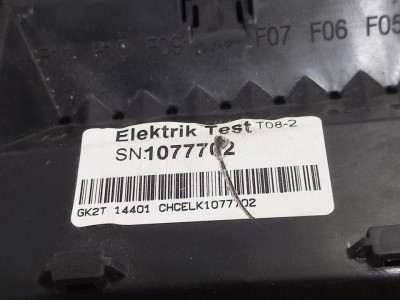 F09 F07 F06 F05
Elektrik Test T08-2
SN1077702
GK2T 14401 CHCELK1077702